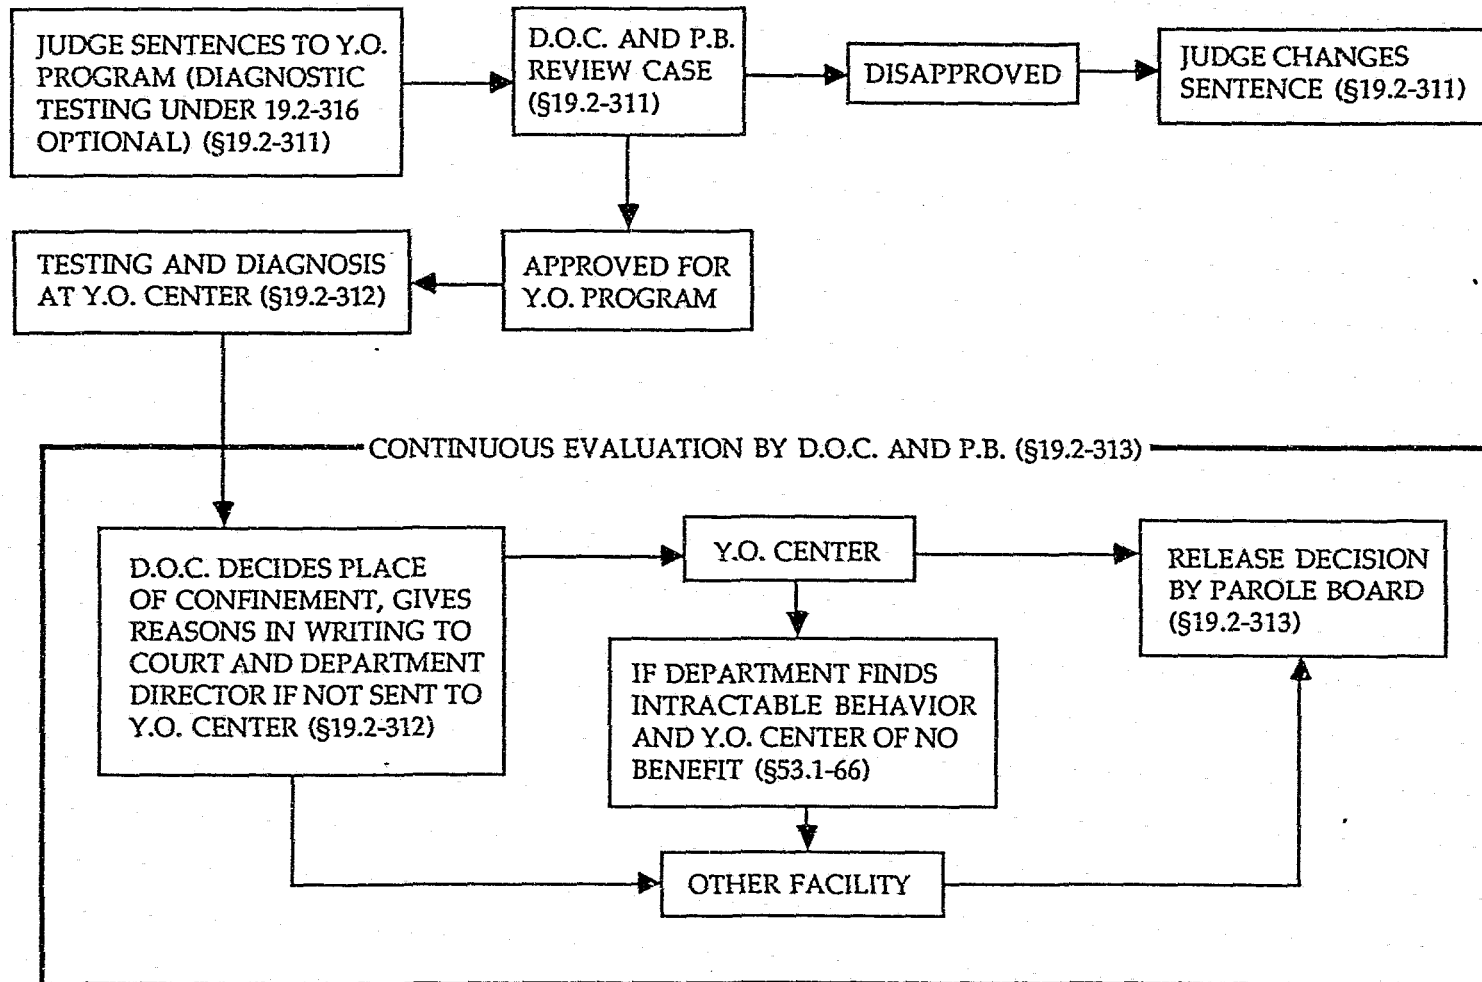 JUDGE SENTENCES TO Y.O.
PROGRAM (DIAGNOSTIC
TESTING UNDER 19.2-316
OPTIONAL) (§19.2-311)
D.O.C. AND P.B.
REVIEW CASE
(§19.2-311)
DISAPPROVED
JUDGE CHANGES
SENTENCE (§19.2-311)
TESTING AND DIAGNOSIS
AT Y.O. CENTER (§19.2-312)
APPROVED FOR
Y.O. PROGRAM
CONTINUOUS EVALUATION BY D.O.C. AND P.B. (§19.2-313)
D.O.C. DECIDES PLACE
OF CONFINEMENT, GIVES
REASONS IN WRITING TO
COURT AND DEPARTMENT
DIRECTOR IF NOT SENT TO
Y.O. CENTER (§19.2-312)
Y.O. CENTER
RELEASE DECISION
BY PAROLE BOARD
(§19.2-313)
IF DEPARTMENT FINDS
INTRACTABLE BEHAVIOR
AND Y.O. CENTER OF NO
BENEFIT (§53.1-66)
OTHER FACILITY